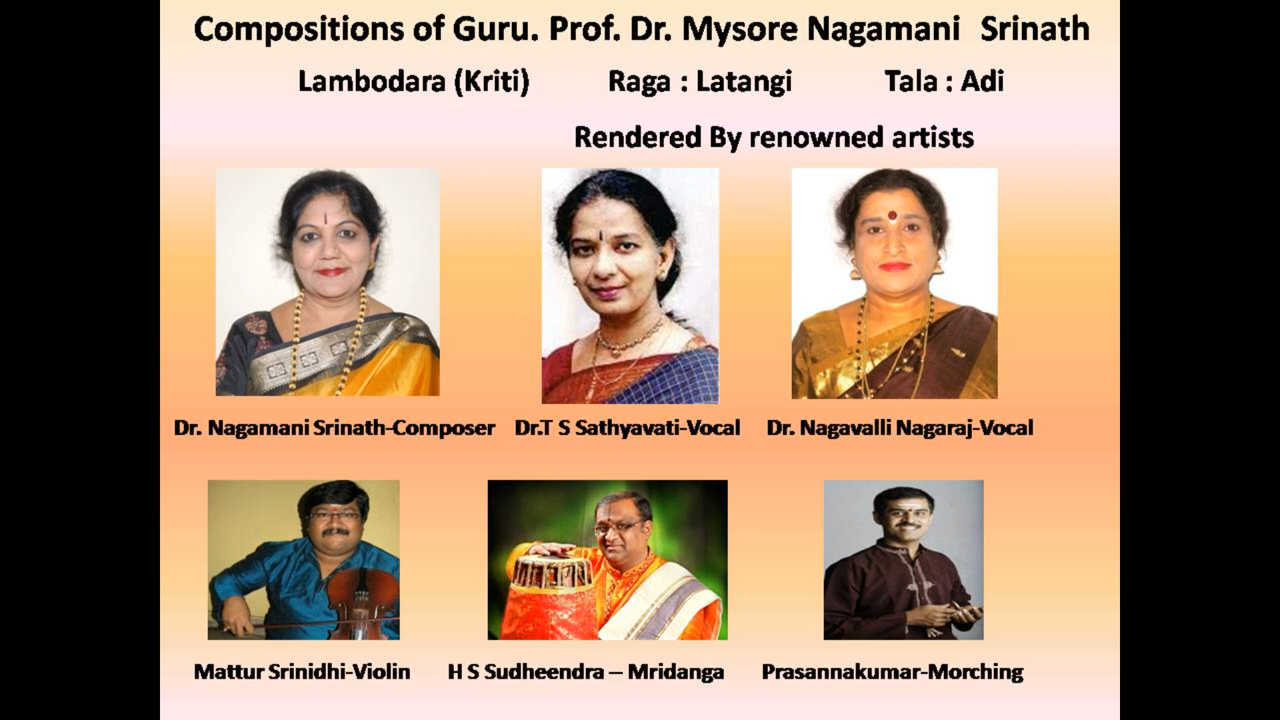 Compositions of Guru. Prof. Dr. Mysore Nagamani Srinath
Lambodara (Kriti) Raga : Latangi Tala : Adi
Rendered By renowned artists
Dr. Nagamani Srinath-Composer Dr.T S Sathyavati-Vocal Dr. Nagavalli Nagaraj-Vocal
Mattur Srinidhi-Violin H S Sudheendra – Mridanga Prasannakumar-Morching